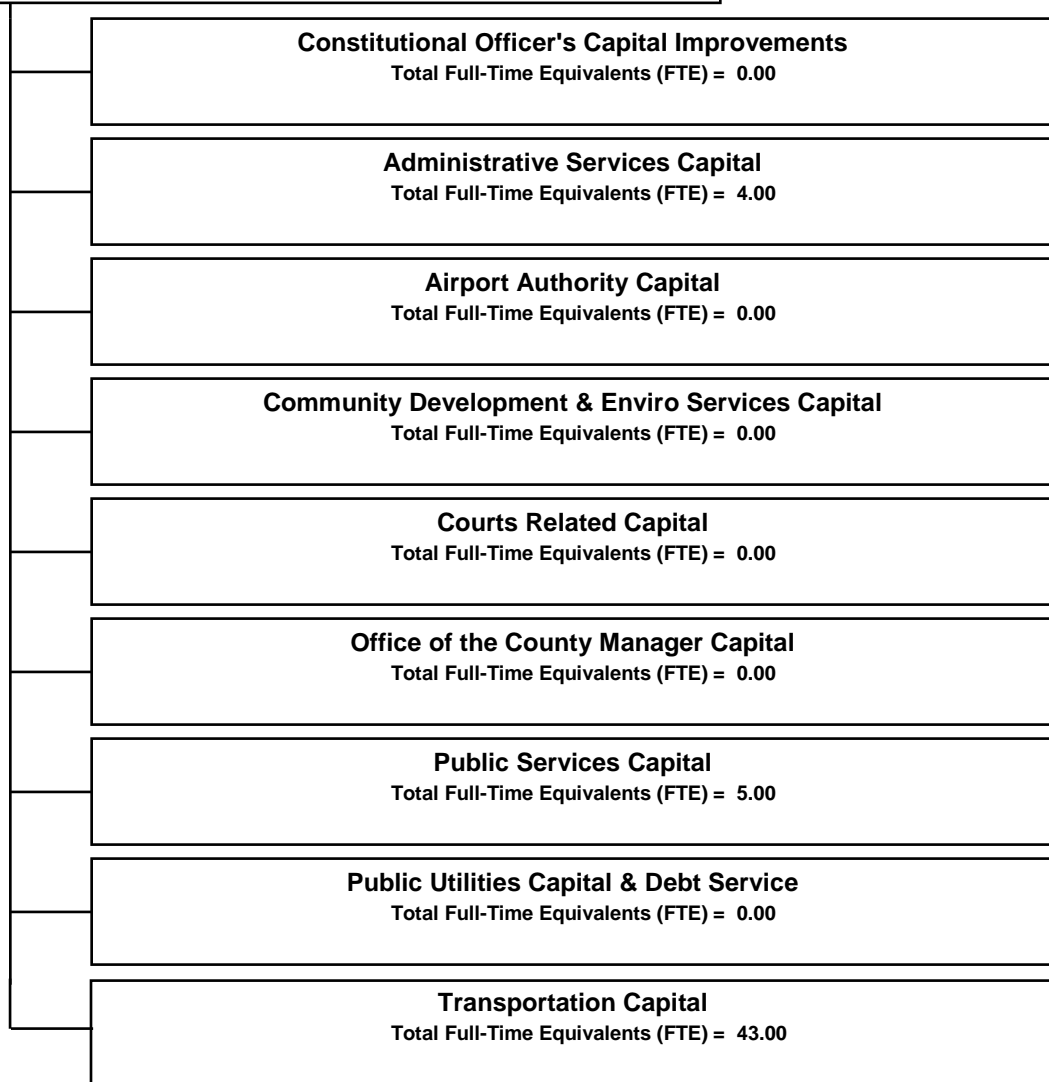 Constitutional Officer's Capital Improvements
Total Full-Time Equivalents (FTE) = 0.00
Administrative Services Capital
Total Full-Time Equivalents (FTE) = 4.00
Airport Authority Capital
Total Full-Time Equivalents (FTE) = 0.00
Community Development & Enviro Services Capital
Total Full-Time Equivalents (FTE) = 0.00
Courts Related Capital
Total Full-Time Equivalents (FTE) = 0.00
Office of the County Manager Capital
Total Full-Time Equivalents (FTE) = 0.00
Public Services Capital
Total Full-Time Equivalents (FTE) = 5.00
Public Utilities Capital & Debt Service
Total Full-Time Equivalents (FTE) = 0.00
Transportation Capital
Total Full-Time Equivalents (FTE) = 43.00